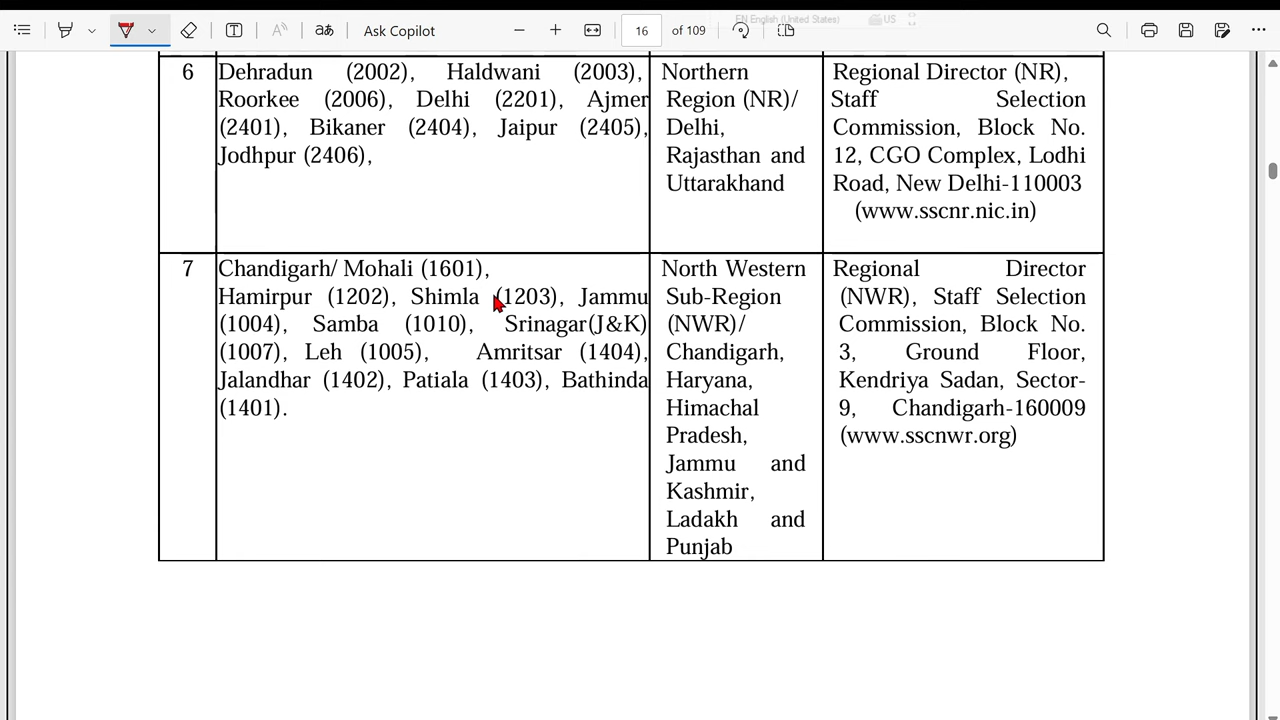 EN English (United States) US
Ask Copilot 16 of 109
6
Dehradun (2002), Haldwani (2003),
Roorkee (2006), Delhi (2201), Ajmer
(2401), Bikaner (2404), Jaipur (2405),
Jodhpur (2406),
Northern
Region (NR)/
Delhi,
Rajasthan and
Uttarakhand
Regional Director (NR),
Staff Selection
Commission, Block No.
12, CGO Complex, Lodhi
Road, New Delhi-110003
(www.sscnr.nic.in)
7
Chandigarh/ Mohali (1601),
Hamirpur (1202), Shimla (1203), Jammu
(1004), Samba (1010), Srinagar(J&K)
(1007), Leh (1005), Amritsar (1404),
Jalandhar (1402), Patiala (1403), Bathinda
(1401).
North Western
Sub-Region
(NWR)/
Chandigarh,
Haryana,
Himachal
Pradesh,
Jammu and
Kashmir,
Ladakh and
Punjab
Regional Director
(NWR), Staff Selection
Commission, Block No.
3, Ground Floor,
Kendriya Sadan, Sector-
9, Chandigarh-160009
(www.sscnwr.org)